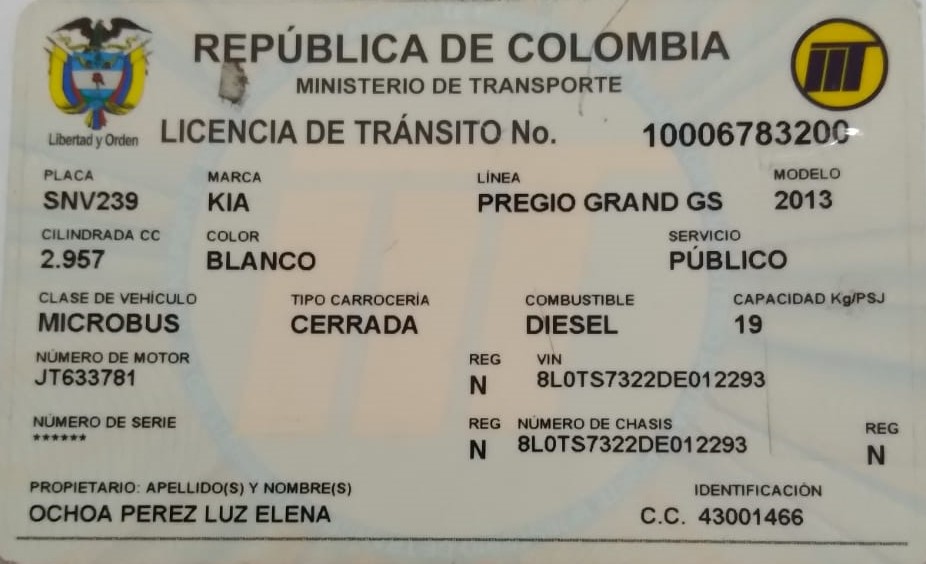 REPÚBLICA DE COLOMBIA
MINISTERIO DE TRANSPORTE
Libertad y Orden
LICENCIA DE TRÁNSITO No. 10006783200
PLACA MARCA LÍNEA MODELO
SNV239 KIA PREGIO GRAND GS 2013
CILINDRADA CC COLOR SERVICIO
2.957 BLANCO PÚBLICO
CLASE DE VEHÍCULO TIPO CARROCERÍA COMBUSTIBLE CAPACIDAD Kg/PSJ
MICROBUS CERRADA DIESEL 19
NÚMERO DE MOTOR REG VIN
JT633781 N 8L0TS7322DE012293
NÚMERO DE SERIE REG NÚMERO DE CHASIS REG
****** N 8L0TS7322DE012293 N
PROPIETARIO: APELLIDO(S) Y NOMBRE(S) IDENTIFICACIÓN
OCHOA PEREZ LUZ ELENA C.C. 43001466